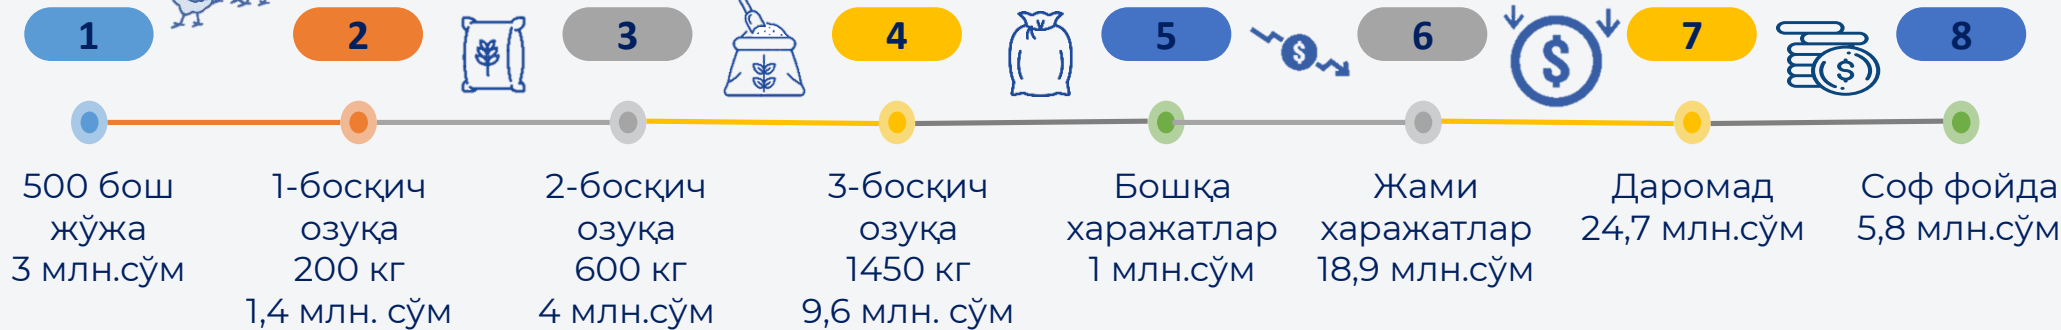 1
2
3
4
5
6
7
8
500 бош
жўжа
3 млн.сўм
1-босқич
озуқа
200 кг
1,4 млн. сўм
2-босқич
озуқа
600 кг
4 млн.сўм
3-босқич
озуқа
1450 кг
9,6 млн. сўм
Бошқа
харажатлар
1 млн.сўм
Жами
харажатлар
18,9 млн.сўм
Даромад
24,7 млн.сўм
Соф фойда
5,8 млн.сўм